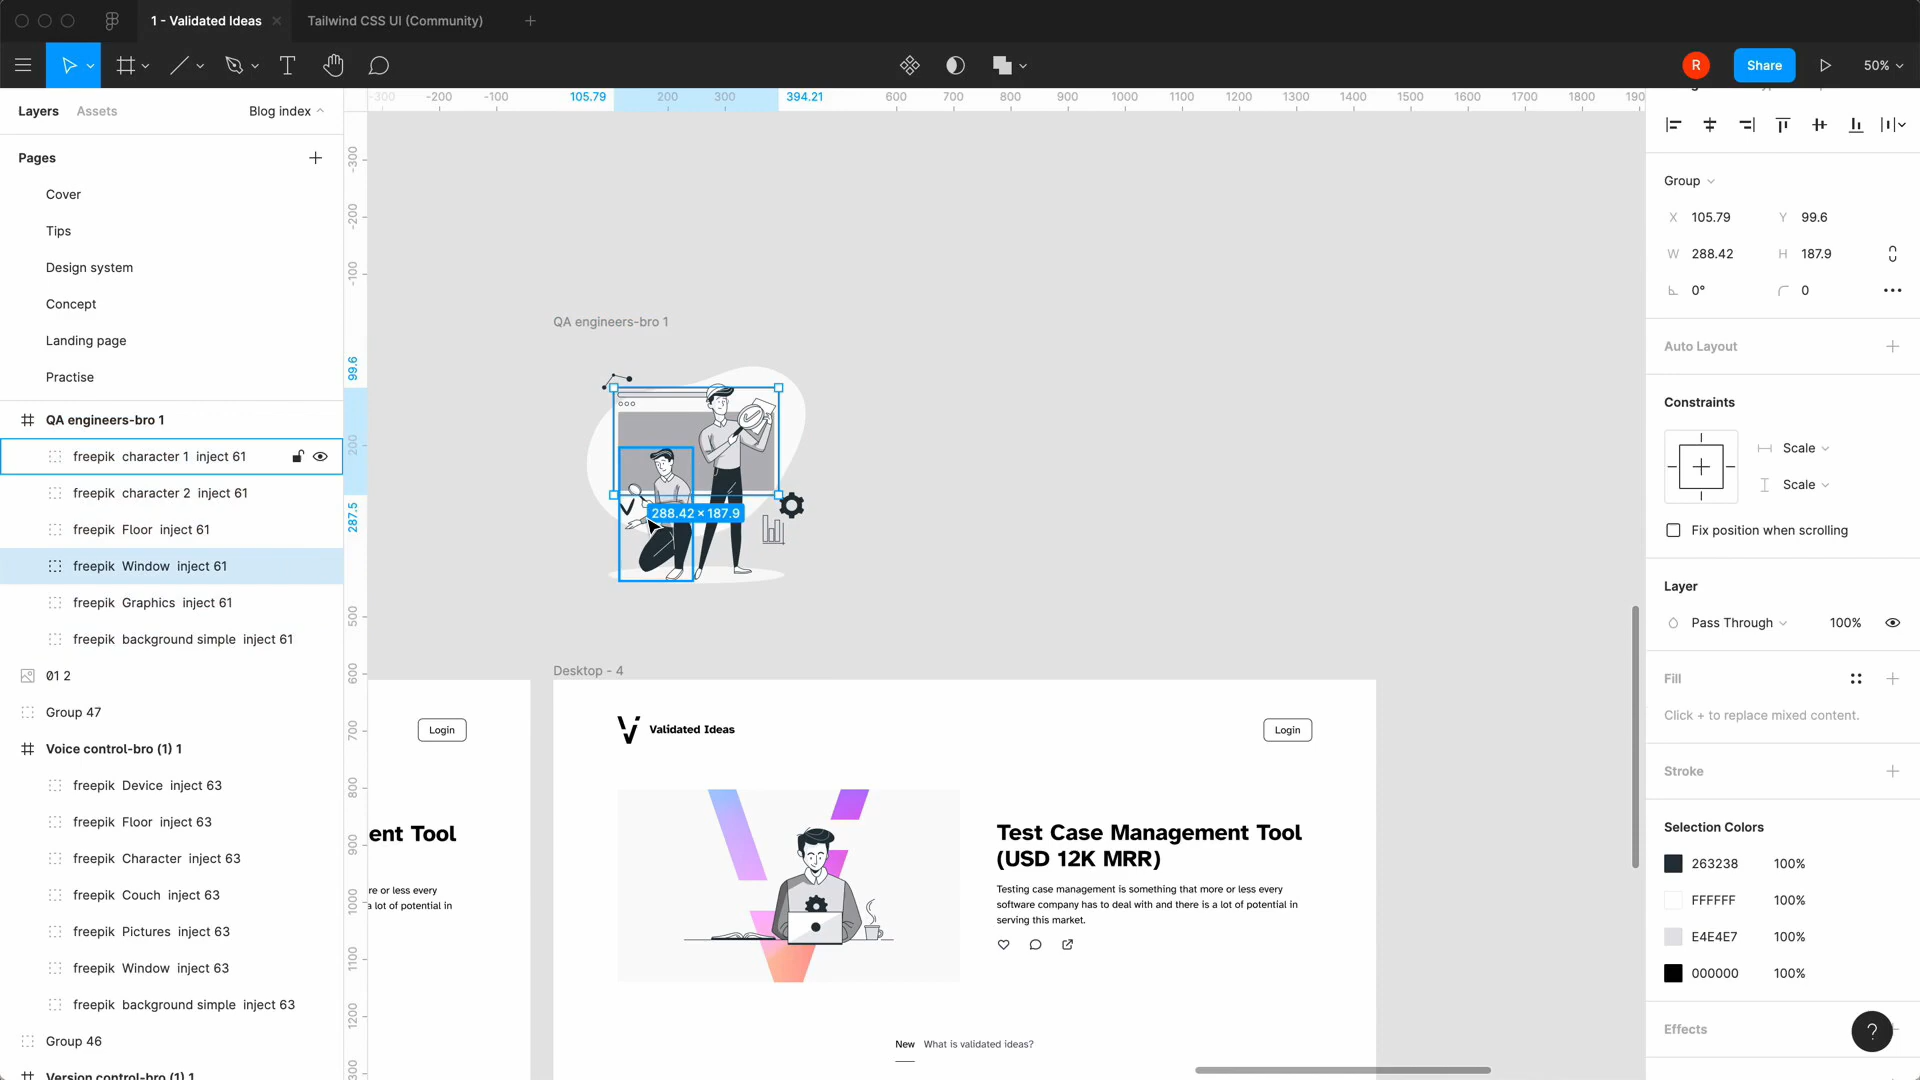 1 - Validated Ideas
Tailwind CSS UI (Community)
R
Share
50%
Layers
Assets
Blog index
Pages
Cover
Tips
Design system
Concept
Landing page
Practise
QA engineers-bro 1
freepik character 1 inject 61
freepik character 2 inject 61
freepik Floor inject 61
freepik Window inject 61
freepik Graphics inject 61
freepik background simple inject 61
01 2
Group 47
Voice control-bro (1) 1
freepik Device inject 63
freepik Floor inject 63
freepik Character inject 63
freepik Couch inject 63
freepik Pictures inject 63
freepik Window inject 63
freepik background simple inject 63
Group 46
Version control-bro (1) 1
-300 -200 -100 105.79 200 300 394.21 600 700 800 900 1000 1100 1200 1300 1400 1500 1600 1700 1800 190
-300
-200
-100
99.6
200
287.5
500
600
700
800
900
1000
1100
1200
300
QA engineers-bro 1
288.42 × 187.9
Desktop - 4
Login
ent Tool
re or less every
a lot of potential in
Validated Ideas
Login
Test Case Management Tool
(USD 12K MRR)
Testing case management is something that more or less every
software company has to deal with and there is a lot of potential in
serving this market.
New What is validated ideas?
Group
X 105.79 Y 99.6
W 288.42 H 187.9
0° 0
Auto Layout
Constraints
Scale
Scale
Fix position when scrolling
Layer
Pass Through 100%
Fill
Click + to replace mixed content.
Stroke
Selection Colors
263238 100%
FFFFFF 100%
E4E4E7 100%
000000 100%
Effects
?